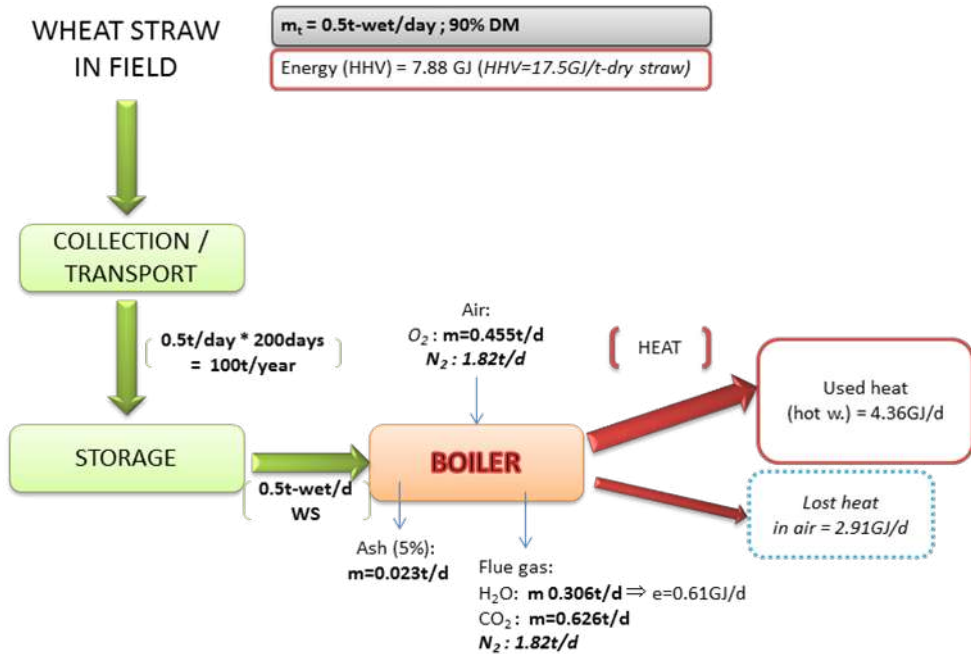 WHEAT STRAW
IN FIELD
mt = 0.5t-wet/day ; 90% DM
Energy (HHV) = 7.88 GJ (HHV=17.5GJ/t-dry straw)
COLLECTION /
TRANSPORT
0.5t/day * 200days
= 100t/year
Air:
O₂ : m=0.455t/d
N₂ : 1.82t/d
HEAT
Used heat
(hot w.) = 4.36GJ/d
STORAGE
BOILER
0.5t-wet/d
WS
Lost heat
in air = 2.91GJ/d
Ash (5%):
m=0.023t/d
Flue gas:
H₂O: m 0.306t/d ⇒ e=0.61GJ/d
CO₂ : m=0.626t/d
N₂ : 1.82t/d